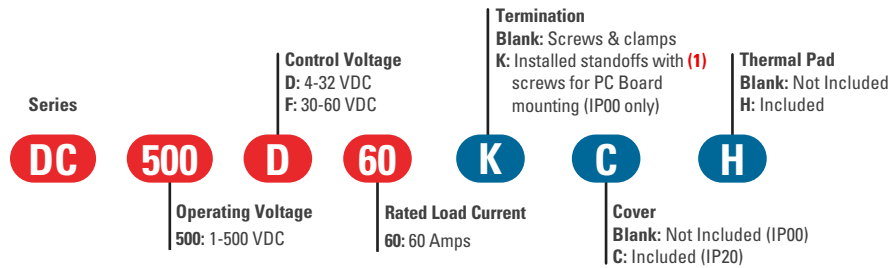 Series
Control Voltage
D: 4-32 VDC
F: 30-60 VDC
Termination
Blank: Screws & clamps
K: Installed standoffs with (1)
screws for PC Board
mounting (IP00 only)
Thermal Pad
Blank: Not Included
H: Included
DC 500 D 60 K C H
Operating Voltage
500: 1-500 VDC
Rated Load Current
60: 60 Amps
Cover
Blank: Not Included (IP00)
C: Included (IP20)